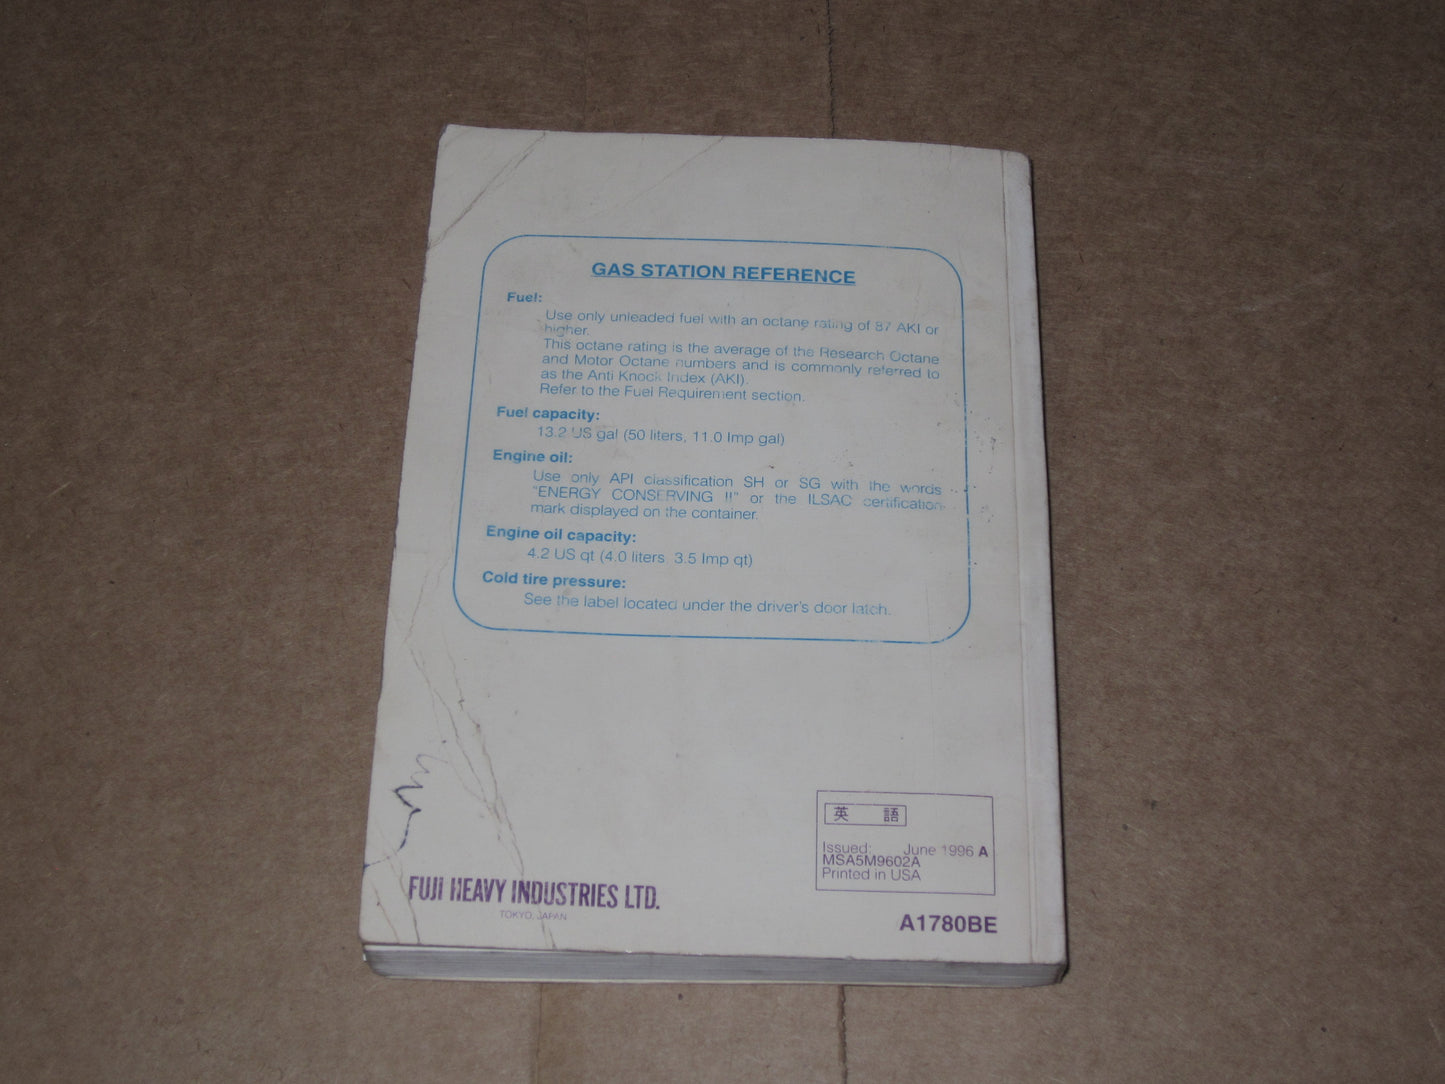 GAS STATION REFERENCE
Fuel:
Use only unleaded fuel with an octane rating of 87 AKI or
higher.
This octane rating is the average of the Research Octane
and Motor Octane numbers and is commonly referred to
as the Anti Knock Index (AKI).
Refer to the Fuel Requirement section.
Fuel capacity:
13.2 US gal (50 liters, 11.0 Imp gal)
Engine oil:
Use only API classification SH or SG with the words
"ENERGY CONSERVING II" or the ILSAC certification
mark displayed on the container.
Engine oil capacity:
4.2 US qt (4.0 liters, 3.5 Imp qt)
Cold tire pressure:
See the label located under the driver's door latch.
英 語
Issued: June 1996 A
MSA5M9602A
Printed in USA
FUJI HEAVY INDUSTRIES LTD.
TOKYO, JAPAN
A1780BE